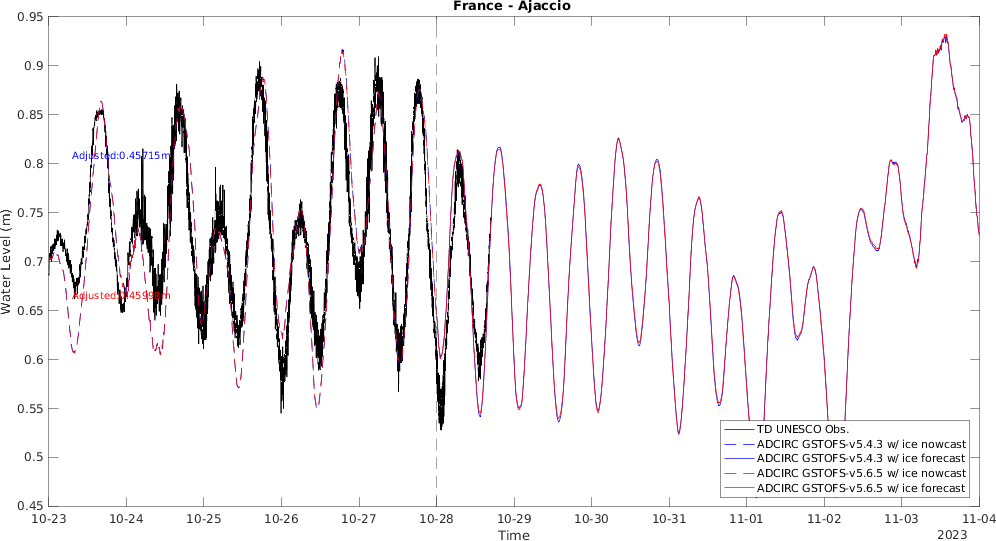 France - Ajaccio
0.95
0.9
0.85
0.8
0.75
0.7
0.65
0.6
0.55
0.5
0.45
Water Level (m)
Adjusted:0.45715m
TD UNESCO Obs.
ADCIRC GSTOFS-v5.4.3 w/ ice nowcast
ADCIRC GSTOFS-v5.4.3 w/ ice forecast
ADCIRC GSTOFS-v5.6.5 w/ ice nowcast
ADCIRC GSTOFS-v5.6.5 w/ ice forecast
10-23 10-24 10-25 10-26 10-27 10-28 10-29 10-30 10-31 11-01 11-02 11-03 11-04
Time
2023